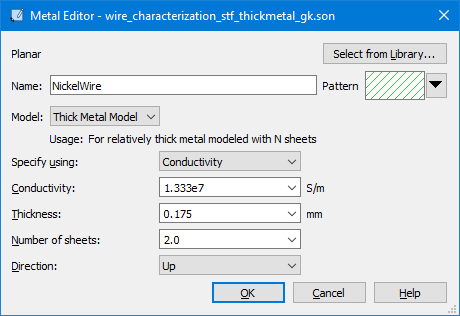 Metal Editor - wire_characterization_stf_thickmetal_gk.son
Planar
Select from Library...
Name: NickelWire Pattern
Model: Thick Metal Model
Usage: For relatively thick metal modeled with N sheets
Specify using: Conductivity
Conductivity: 1.333e7 S/m
Thickness: 0.175 mm
Number of sheets: 2.0
Direction: Up
OK Cancel Help